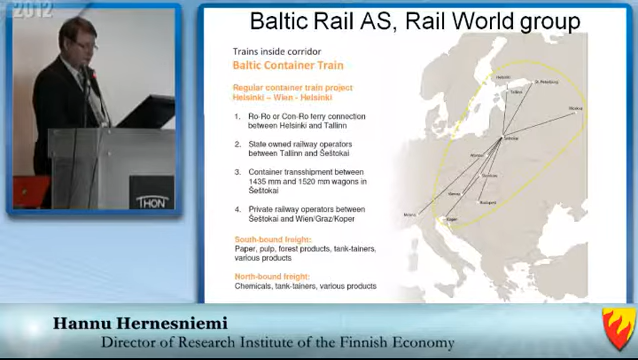 2012
Baltic Rail AS, Rail World group
Trains inside corridor
Baltic Container Train
Regular container train project
Helsinki – Wien - Helsinki
1. Ro-Ro or Con-Ro ferry connection
between Helsinki and Tallinn
2. State owned railway operators
between Tallinn and Šeštokai
3. Container transshipment between
1435 mm and 1520 mm wagons in
Šeštokai
4. Private railway operators between
Šeštokai and Wien/Graz/Koper
South-bound freight:
Paper, pulp, forest products, tank-tainers,
various products
North-bound freight:
Chemicals, tank-tainers, various products
Helsinki
St. Petersburg
Tallinn
Koper
Budapest
THON
Hannu Hernesniemi
Director of Research Institute of the Finnish Economy